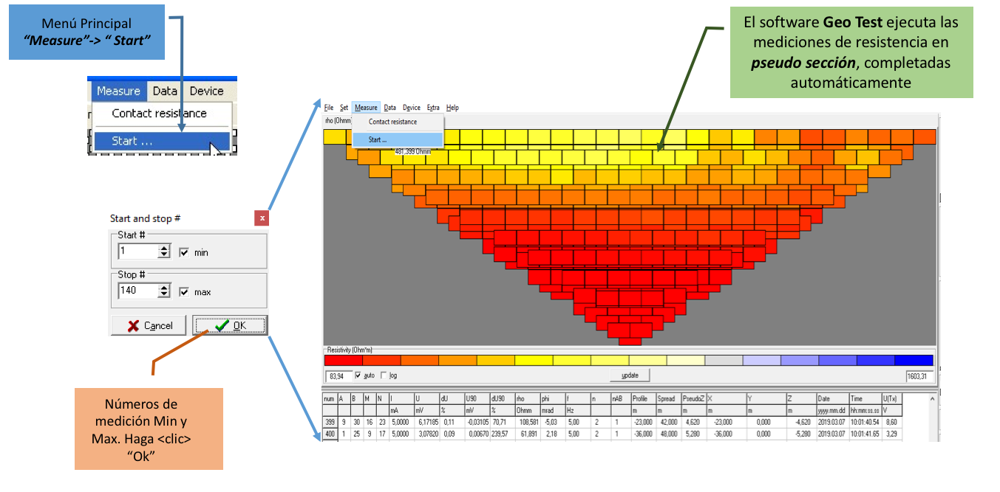 Menú Principal
“Measure”-> “ Start”
Measure Data Device
Contact resistance
Start ...
Start and stop #
Start #
1 min
Stop #
140 max
Cancel OK
Números de
medición Min y
Max. Haga <clic>
“Ok”
El software Geo Test ejecuta las
mediciones de resistencia en
pseudo sección, completadas
automáticamente
File Set Measure Data Device Extra Help
rho (Ohmm)
Contact resistance
Start ...
481,399 Ohmm
Resistivity (Ohm*m)
83,94 auto log update 1603,31
num A B M N I U dU U90 dU90 rho phi f n nAB Profile Spread PseudoZ X Y Z Date Time U(Tx)
mA mV % mV % Ohmm mrad Hz m m m m m m yyyy.mm.dd hh:mm:ss.ss V
399 9 30 16 23 5,0000 6,17185 0,11 -0,03105 70,71 108,581 -5,03 5,00 2 1 -23,000 42,000 4,620 -23,000 0,000 -4,620 2019.03.07 10:01:40.54 8,60
400 1 25 9 17 5,0000 3,07820 0,09 0,00670 239,57 61,891 2,18 5,00 2 1 -36,000 48,000 5,280 -36,000 0,000 -5,280 2019.03.07 10:01:41.65 3,29